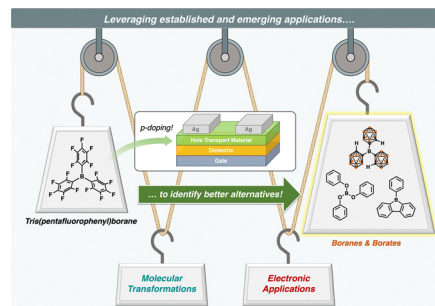 Leveraging established and emerging applications....
p-doping!
Ag
Ag
Hole Transport Material
Dielectric
Gate
... to identify better alternatives!
Tris(pentafluorophenyl)borane
Boranes & Borates
Molecular
Transformations
Electronic
Applications